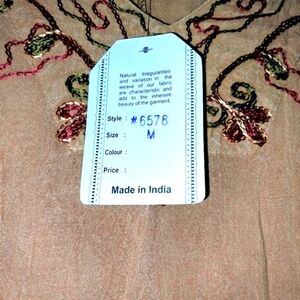 Natural Irregularities
and variation in the
weave of our fabric
are characteristic and
add to the inherent
beauty of the garment.
Style : #6578
Size : M
Colour :
Price :
Made in India